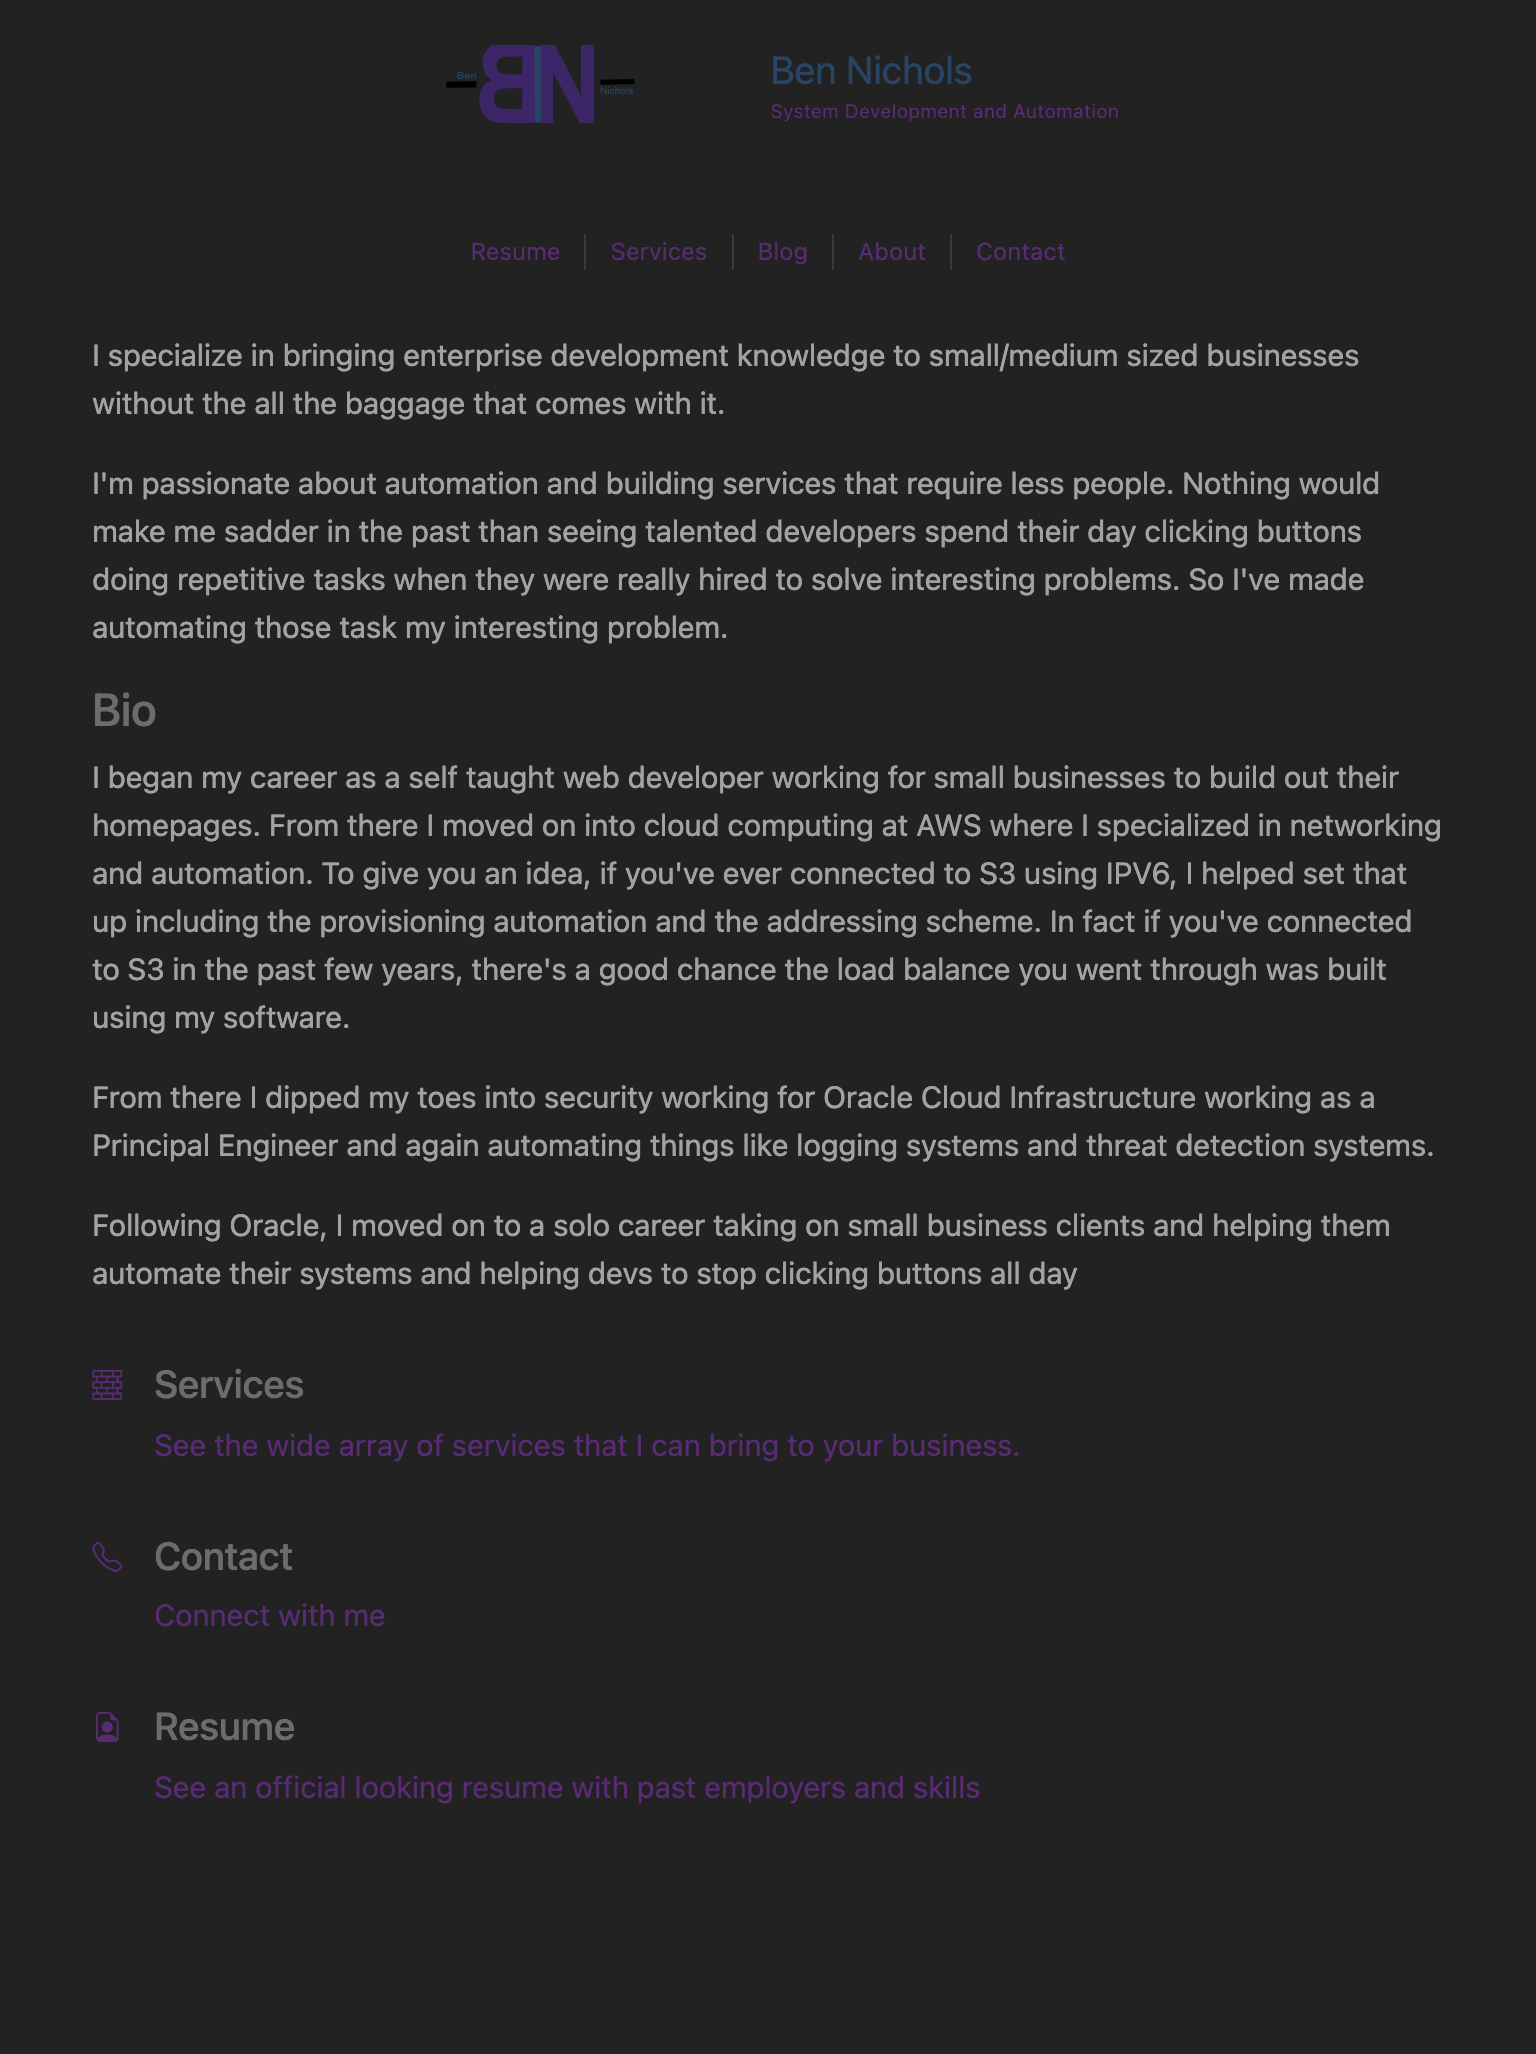 Ben
BN
Nichols
Ben Nichols
System Development and Automation
Resume
Services
Blog
About
Contact
I specialize in bringing enterprise development knowledge to small/medium sized businesses
without the all the baggage that comes with it.
I'm passionate about automation and building services that require less people. Nothing would
make me sadder in the past than seeing talented developers spend their day clicking buttons
doing repetitive tasks when they were really hired to solve interesting problems. So I've made
automating those task my interesting problem.
Bio
I began my career as a self taught web developer working for small businesses to build out their
homepages. From there I moved on into cloud computing at AWS where I specialized in networking
and automation. To give you an idea, if you've ever connected to S3 using IPV6, I helped set that
up including the provisioning automation and the addressing scheme. In fact if you've connected
to S3 in the past few years, there's a good chance the load balance you went through was built
using my software.
From there I dipped my toes into security working for Oracle Cloud Infrastructure working as a
Principal Engineer and again automating things like logging systems and threat detection systems.
Following Oracle, I moved on to a solo career taking on small business clients and helping them
automate their systems and helping devs to stop clicking buttons all day
Services
See the wide array of services that I can bring to your business.
Contact
Connect with me
Resume
See an official looking resume with past employers and skills